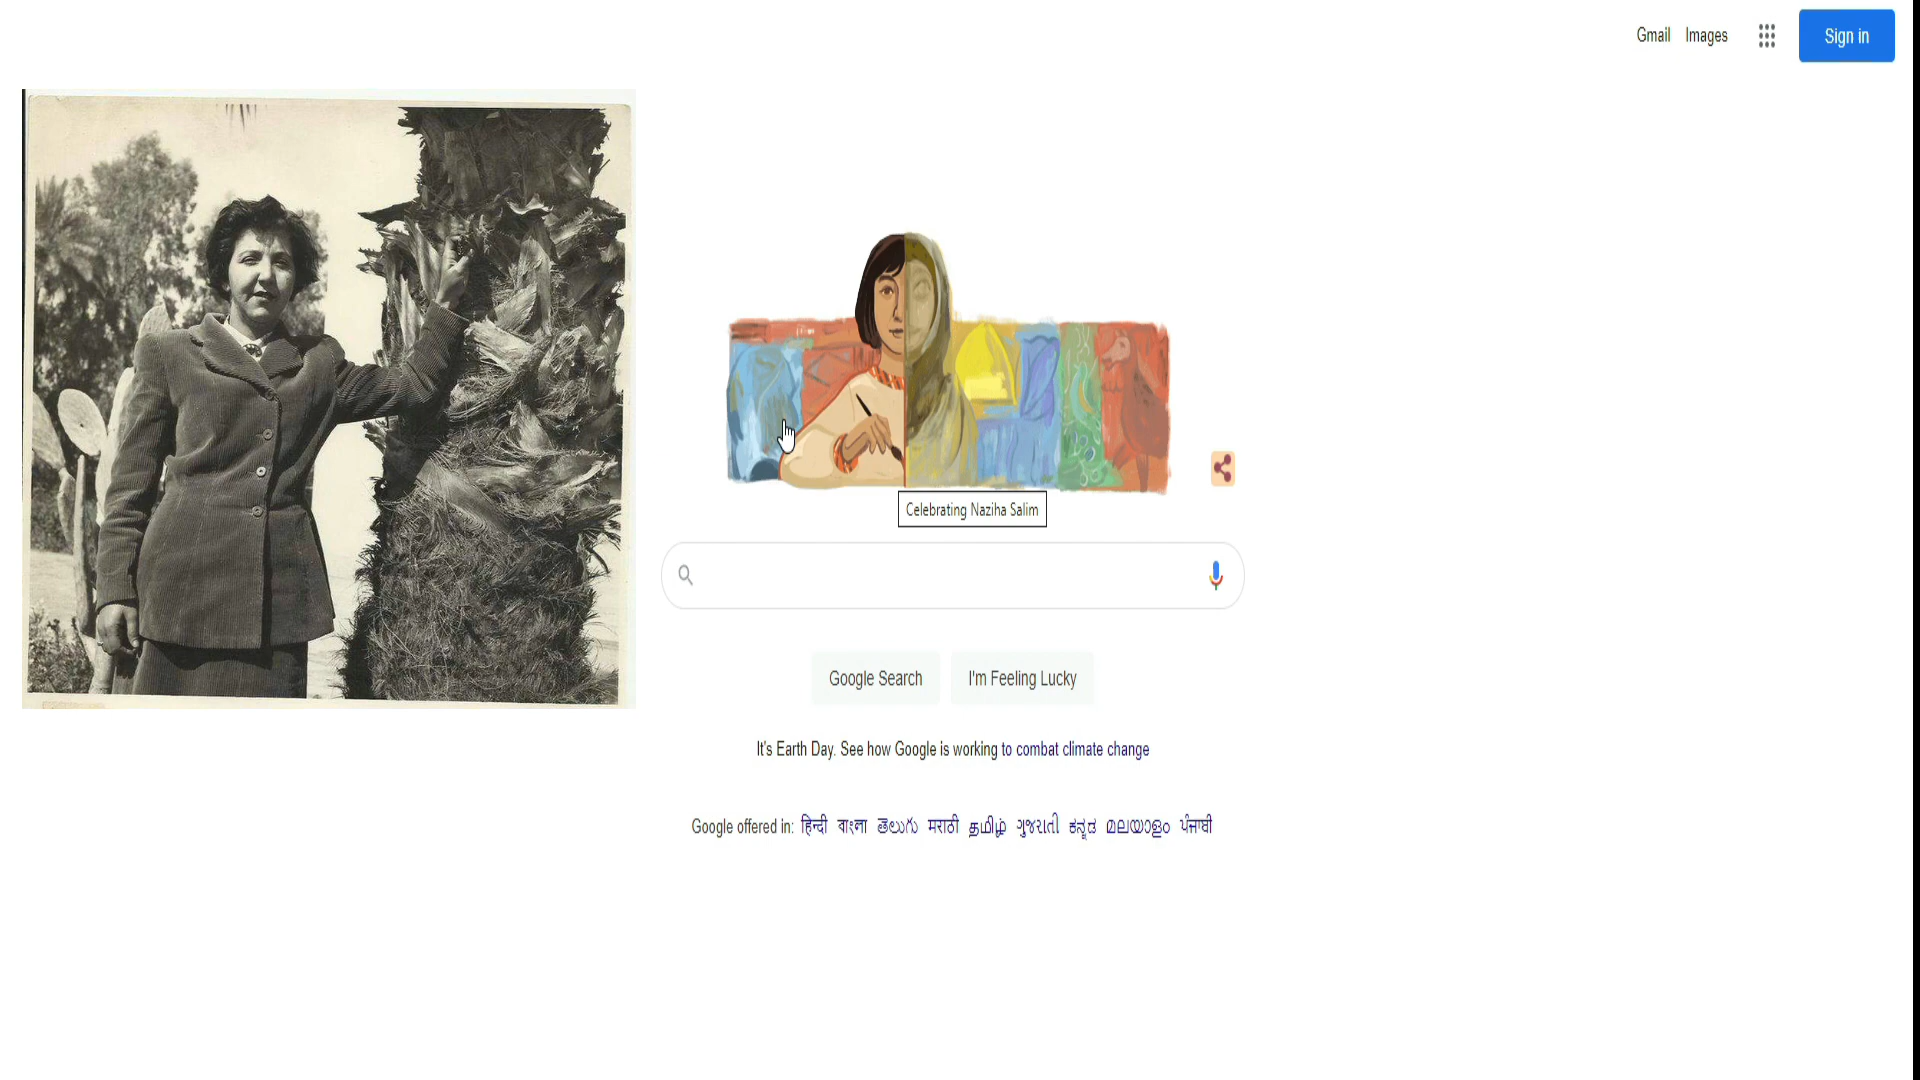 Gmail Images Sign in
Celebrating Naziha Salim
Google Search I'm Feeling Lucky
It's Earth Day. See how Google is working to combat climate change
Google offered in: हिन्दी বাংলা తెలుగు मराठी தமிழ் ગુજરાતી ಕನ್ನಡ മലയാളം ਪੰਜਾਬੀ